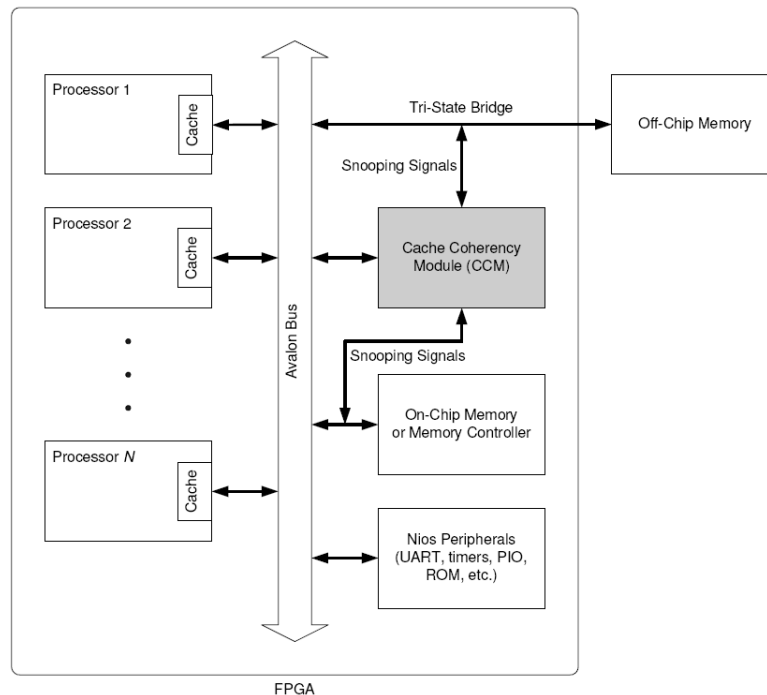 Processor 1
Cache
Tri-State Bridge
Off-Chip Memory
Snooping Signals
Processor 2
Cache
Cache Coherency
Module (CCM)
Avalon Bus
Snooping Signals
On-Chip Memory
or Memory Controller
Processor N
Cache
Nios Peripherals
(UART, timers, PIO,
ROM, etc.)
FPGA